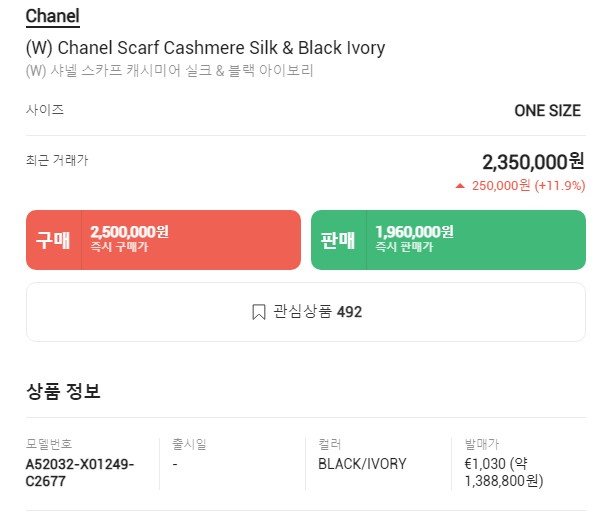 Chanel
(W) Chanel Scarf Cashmere Silk & Black Ivory
(W) 샤넬 스카프 캐시미어 실크 & 블랙 아이보리
사이즈 ONE SIZE
최근 거래가 2,350,000원
▲ 250,000원 (+11.9%)
구매 2,500,000원 즉시 구매가
판매 1,960,000원 즉시 판매가
관심상품 492
상품 정보
모델번호 출시일 컬러 발매가
A52032-X01249- - BLACK/IVORY €1,030 (약
C2677 1,388,800원)